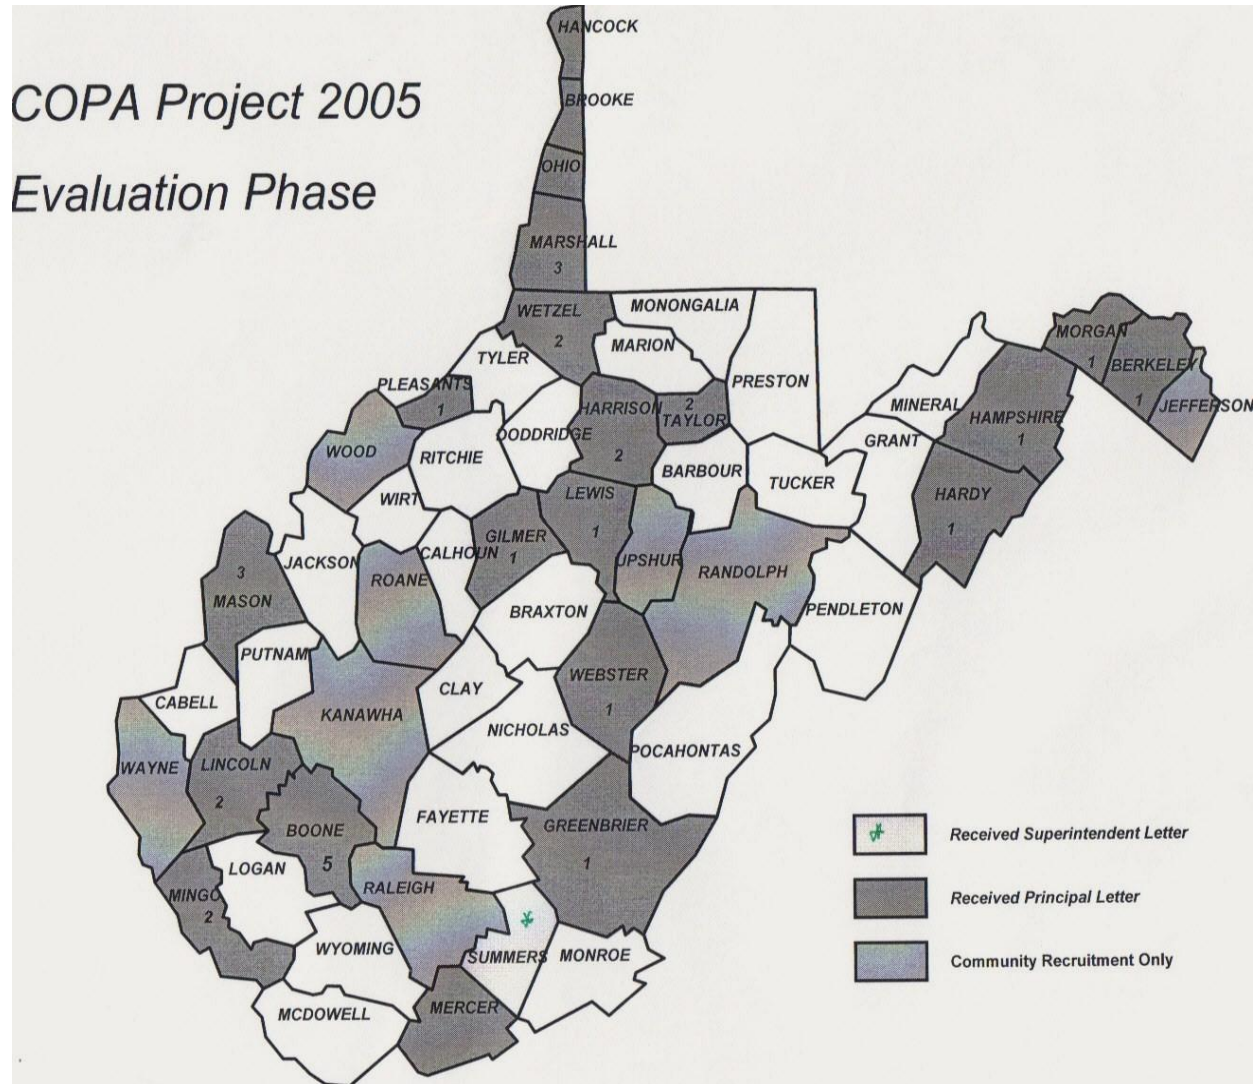 COPA Project 2005
Evaluation Phase
HANCOCK
BROOKE
OHIO
MARSHALL
3
WETZEL
2
MONONGALIA
MARION
TYLER
PRESTON
PLEASANTS
1
HARRISON
2
2
TAYLOR
DODDRIDGE
WOOD
RITCHIE
WIRT
BARBOUR
TUCKER
MINERAL
GRANT
HAMPSHIRE
1
MORGAN
1
BERKELEY
1
JEFFERSON
HARDY
1
LEWIS
1
GILMER
1
CALHOUN
UPSHUR
RANDOLPH
PENDLETON
JACKSON
ROANE
BRAXTON
3
MASON
PUTNAM
CABELL
KANAWHA
CLAY
WEBSTER
1
NICHOLAS
POCAHONTAS
WAYNE
LINCOLN
2
BOONE
5
FAYETTE
GREENBRIER
1
LOGAN
MINGO
2
RALEIGH
WYOMING
SUMMERS
MONROE
MCDOWELL
MERCER
Received Superintendent Letter
Received Principal Letter
Community Recruitment Only